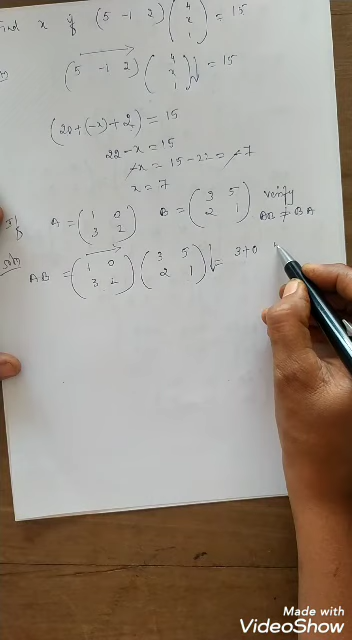 Find x if (5 -1 2) (4 x 1) = 15
(5 -1 2) (4 x 1) = 15
(20 + (-x) + 2) = 15
22 - x = 15
-x = 15 - 22 = -7
x = 7
If A = (1 0 3 2) B = (3 5 2 1) verify
AB ≠ BA
Soln AB = (1 0 3 2) (3 5 2 1) = 3+0
Made with
VideoShow